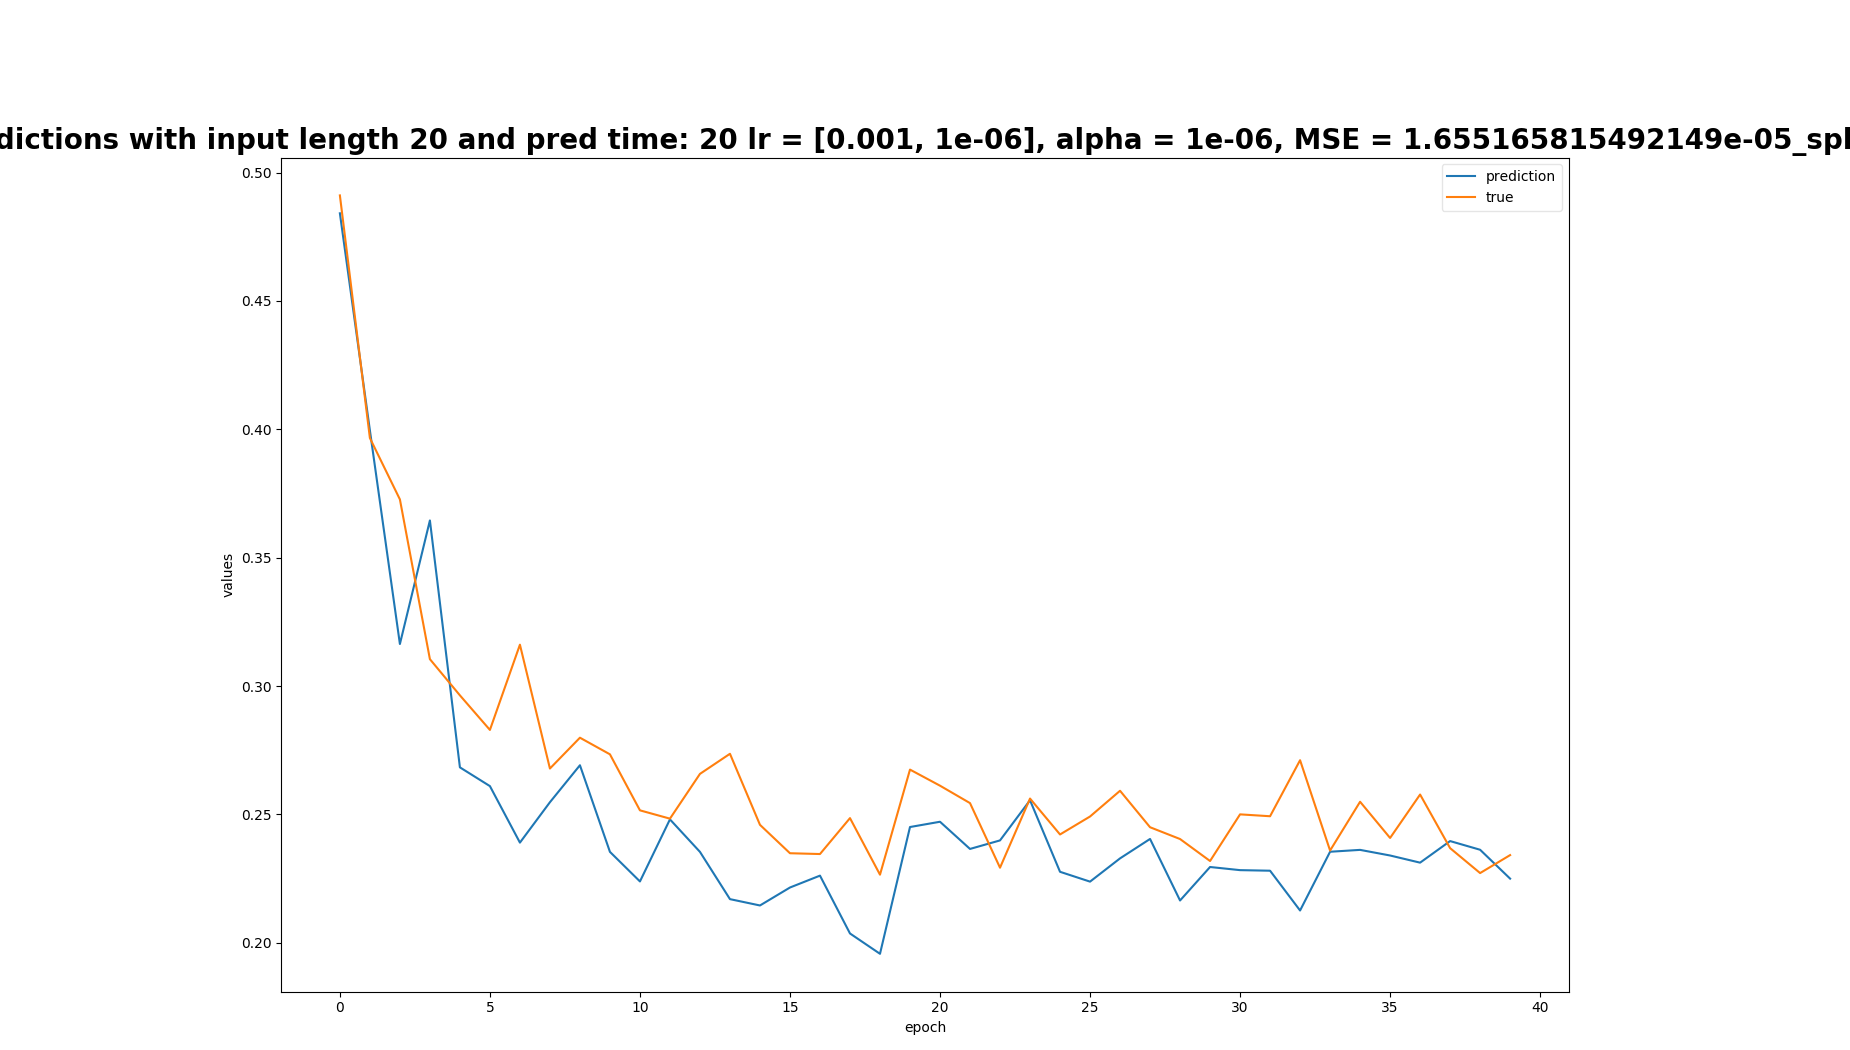 with input length 20 and pred time: 20 lr = [0.001, 1e-06], alpha = 1e-06, MSE = 1.655165815492149e-05
prediction
true
0.50
0.45
0.40
0.35
0.30
0.25
0.20
values
0 5 10 15 20 25 30 35 40
epoch